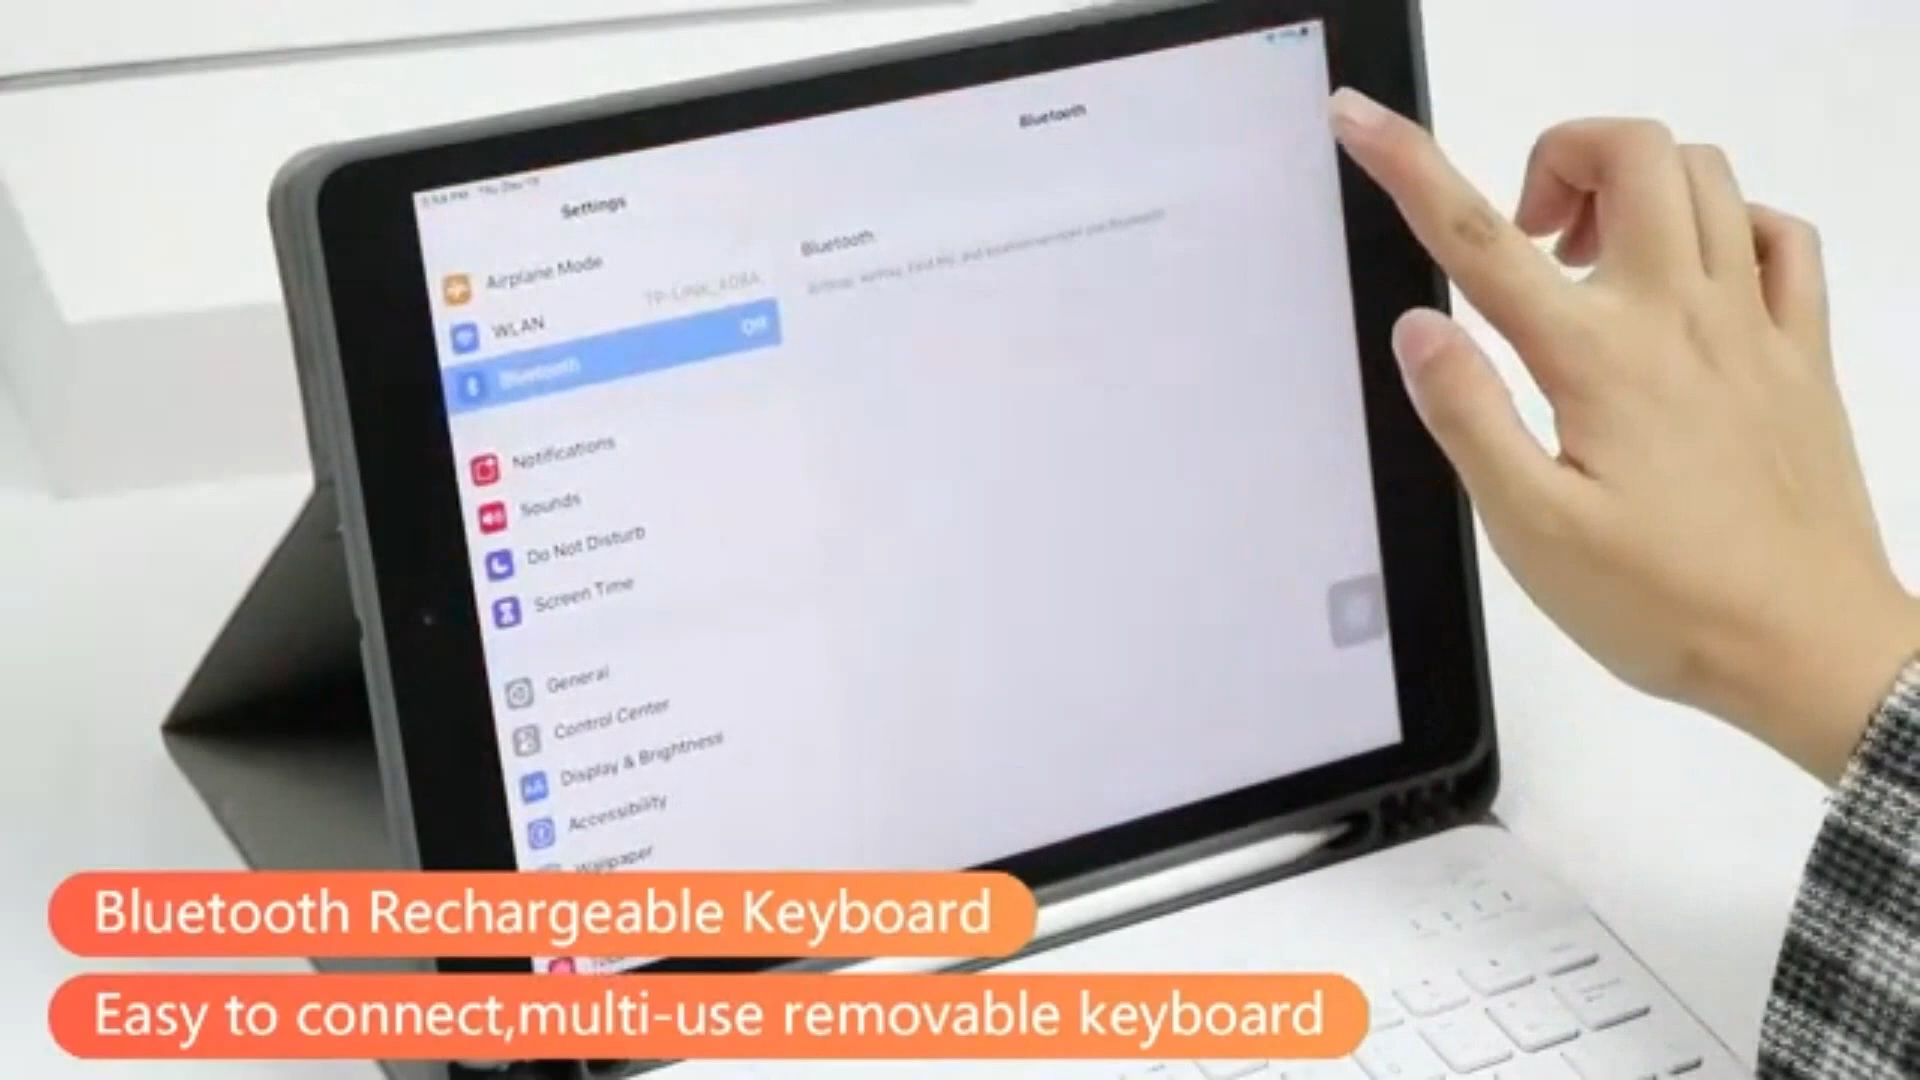 Settings
Bluetooth
Airplane Mode
WLAN
Bluetooth Off
Bluetooth
Notifications
Sounds
Do Not Disturb
Screen Time
General
Control Center
Display & Brightness
Accessibility
Wallpaper
Bluetooth Rechargeable Keyboard
Easy to connect,multi-use removable keyboard